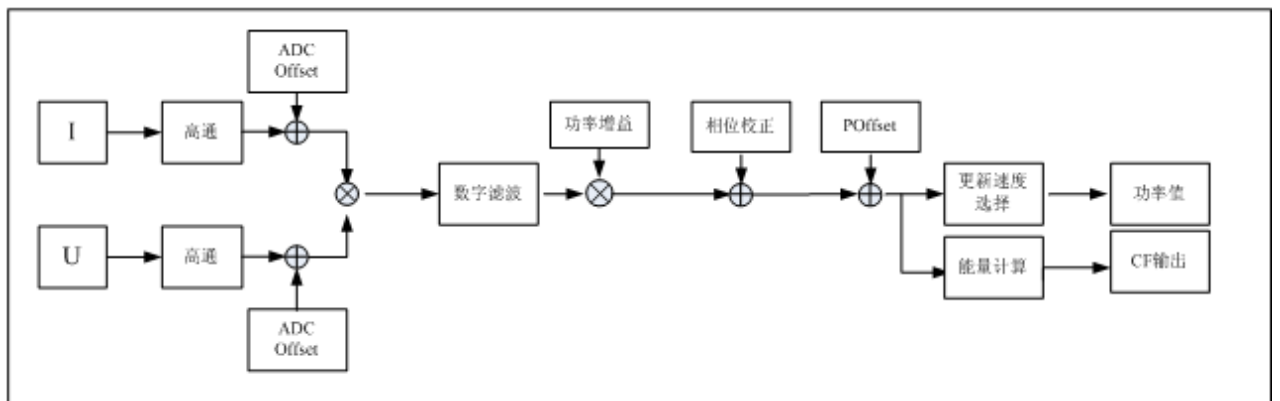 ADC
Offset
I
高通
功率增益
相位校正
POffset
数字滤波
更新速度
选择
功率值
U
高通
能量计算
CF输出
ADC
Offset